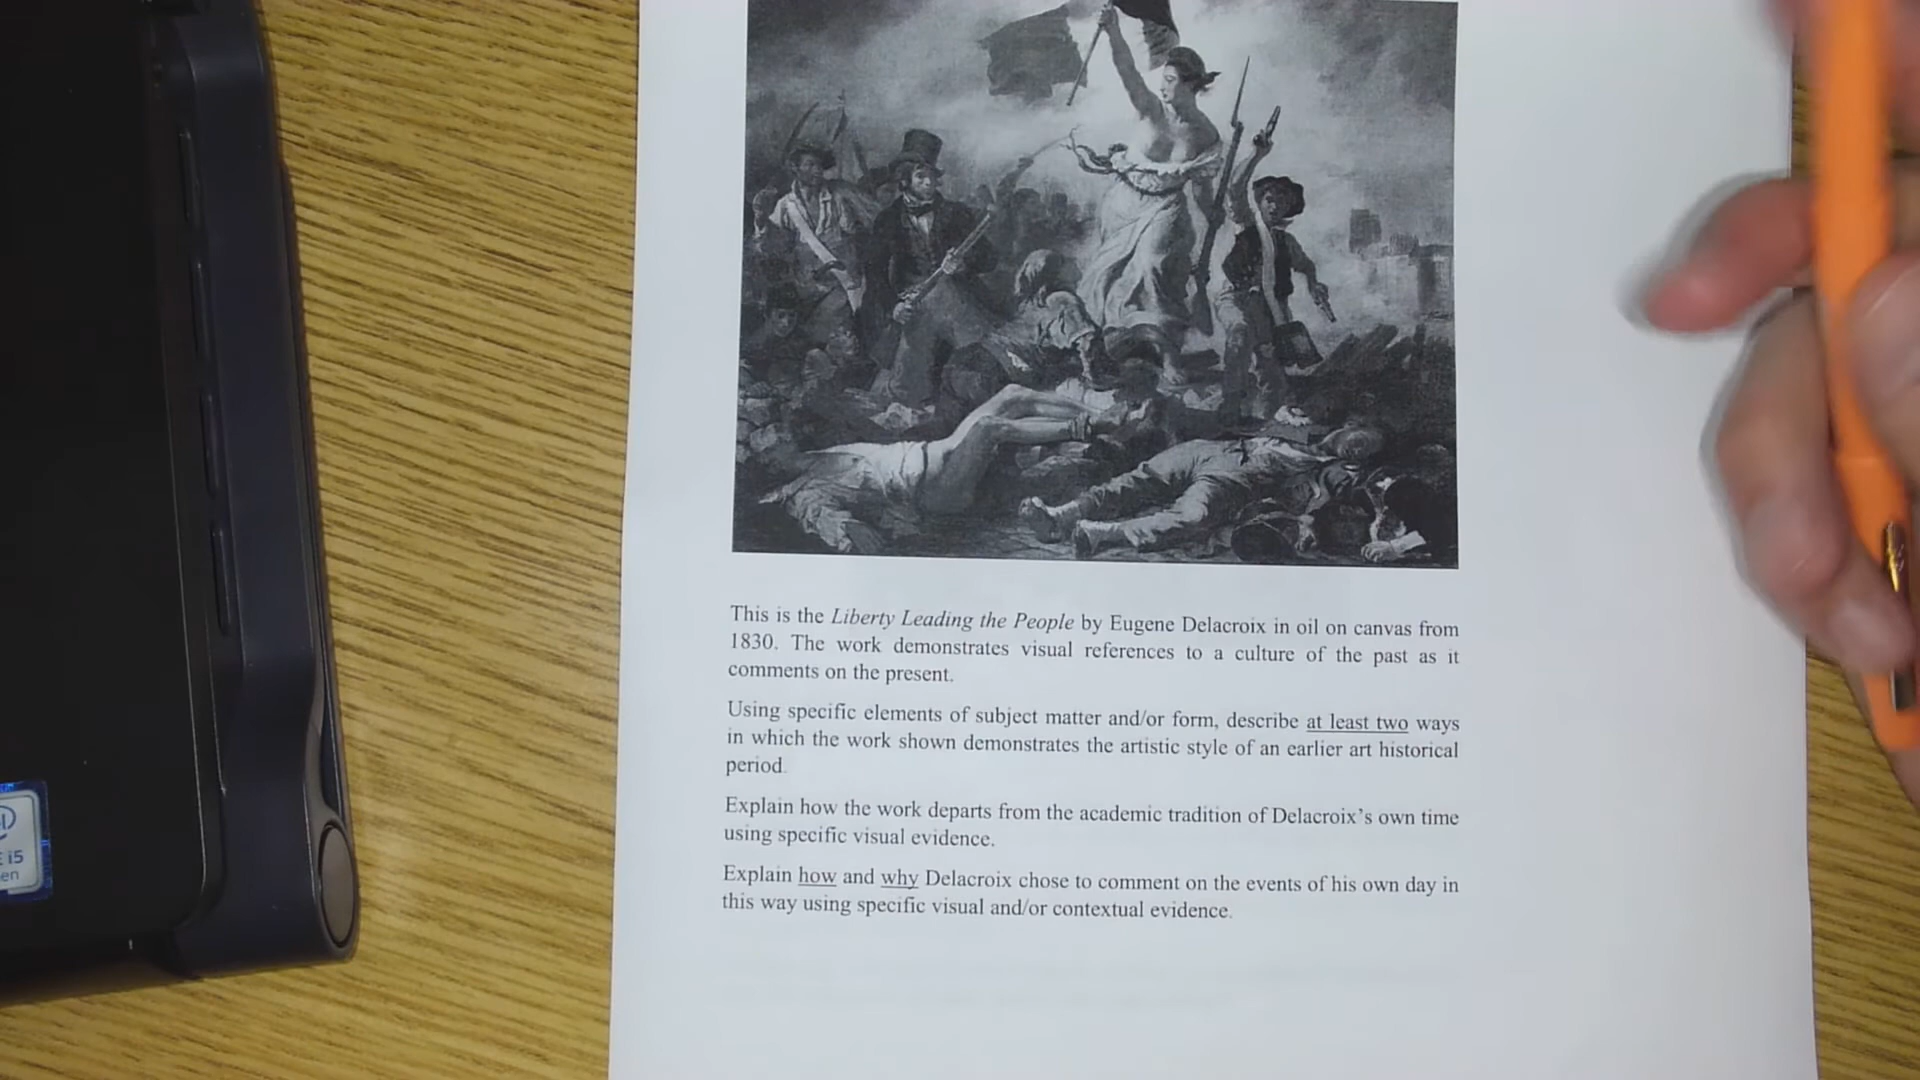 This is the Liberty Leading the People by Eugene Delacroix in oil on canvas from
1830. The work demonstrates visual references to a culture of the past as it
comments on the present.
Using specific elements of subject matter and/or form, describe at least two ways
in which the work shown demonstrates the artistic style of an earlier art historical
period.
Explain how the work departs from the academic tradition of Delacroix's own time
using specific visual evidence.
Explain how and why Delacroix chose to comment on the events of his own day in
this way using specific visual and/or contextual evidence.
i5
en